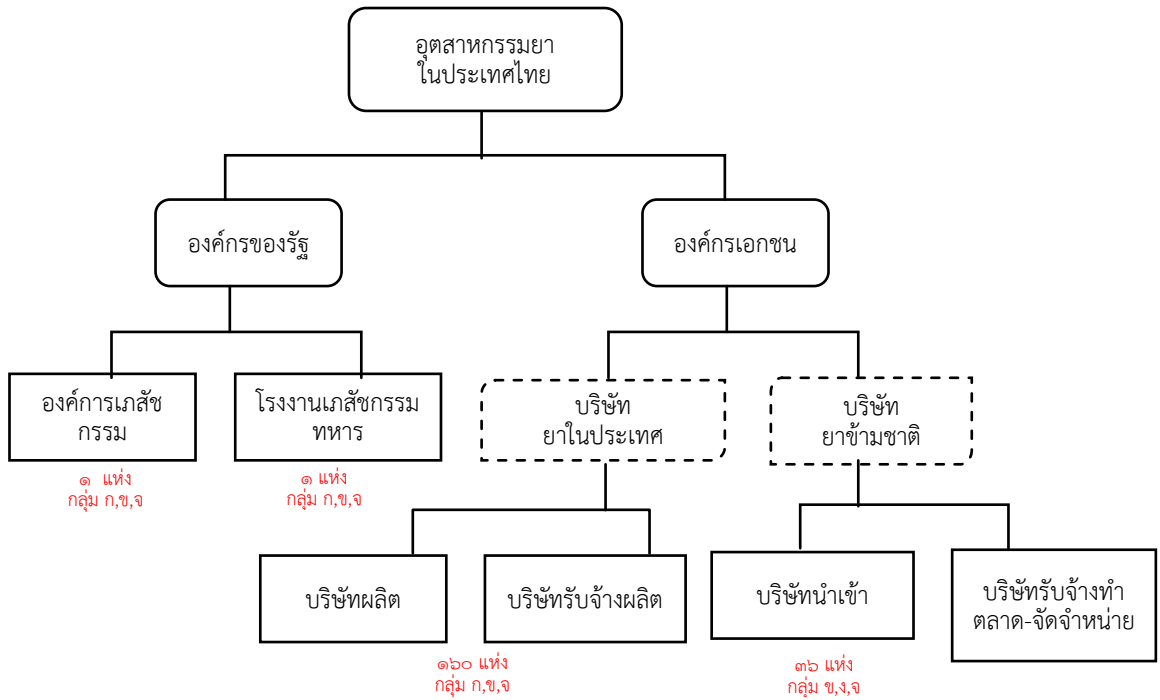 อุตสาหกรรมยา
ในประเทศไทย
องค์กรของรัฐ
องค์กรเอกชน
องค์การเภสัช
กรรม
โรงงานเภสัชกรรม
ทหาร
บริษัท
ยาในประเทศ
บริษัท
ยาข้ามชาติ
๑ แห่ง
กลุ่ม ก,ข,จ
๑ แห่ง
กลุ่ม ก,ข,จ
บริษัทผลิต
บริษัทรับจ้างผลิต
บริษัทนำเข้า
บริษัทรับจ้างทำ
ตลาด-จัดจำหน่าย
๑๖๐ แห่ง
กลุ่ม ก,ข,จ
๓๖ แห่ง
กลุ่ม ข,ง,จ